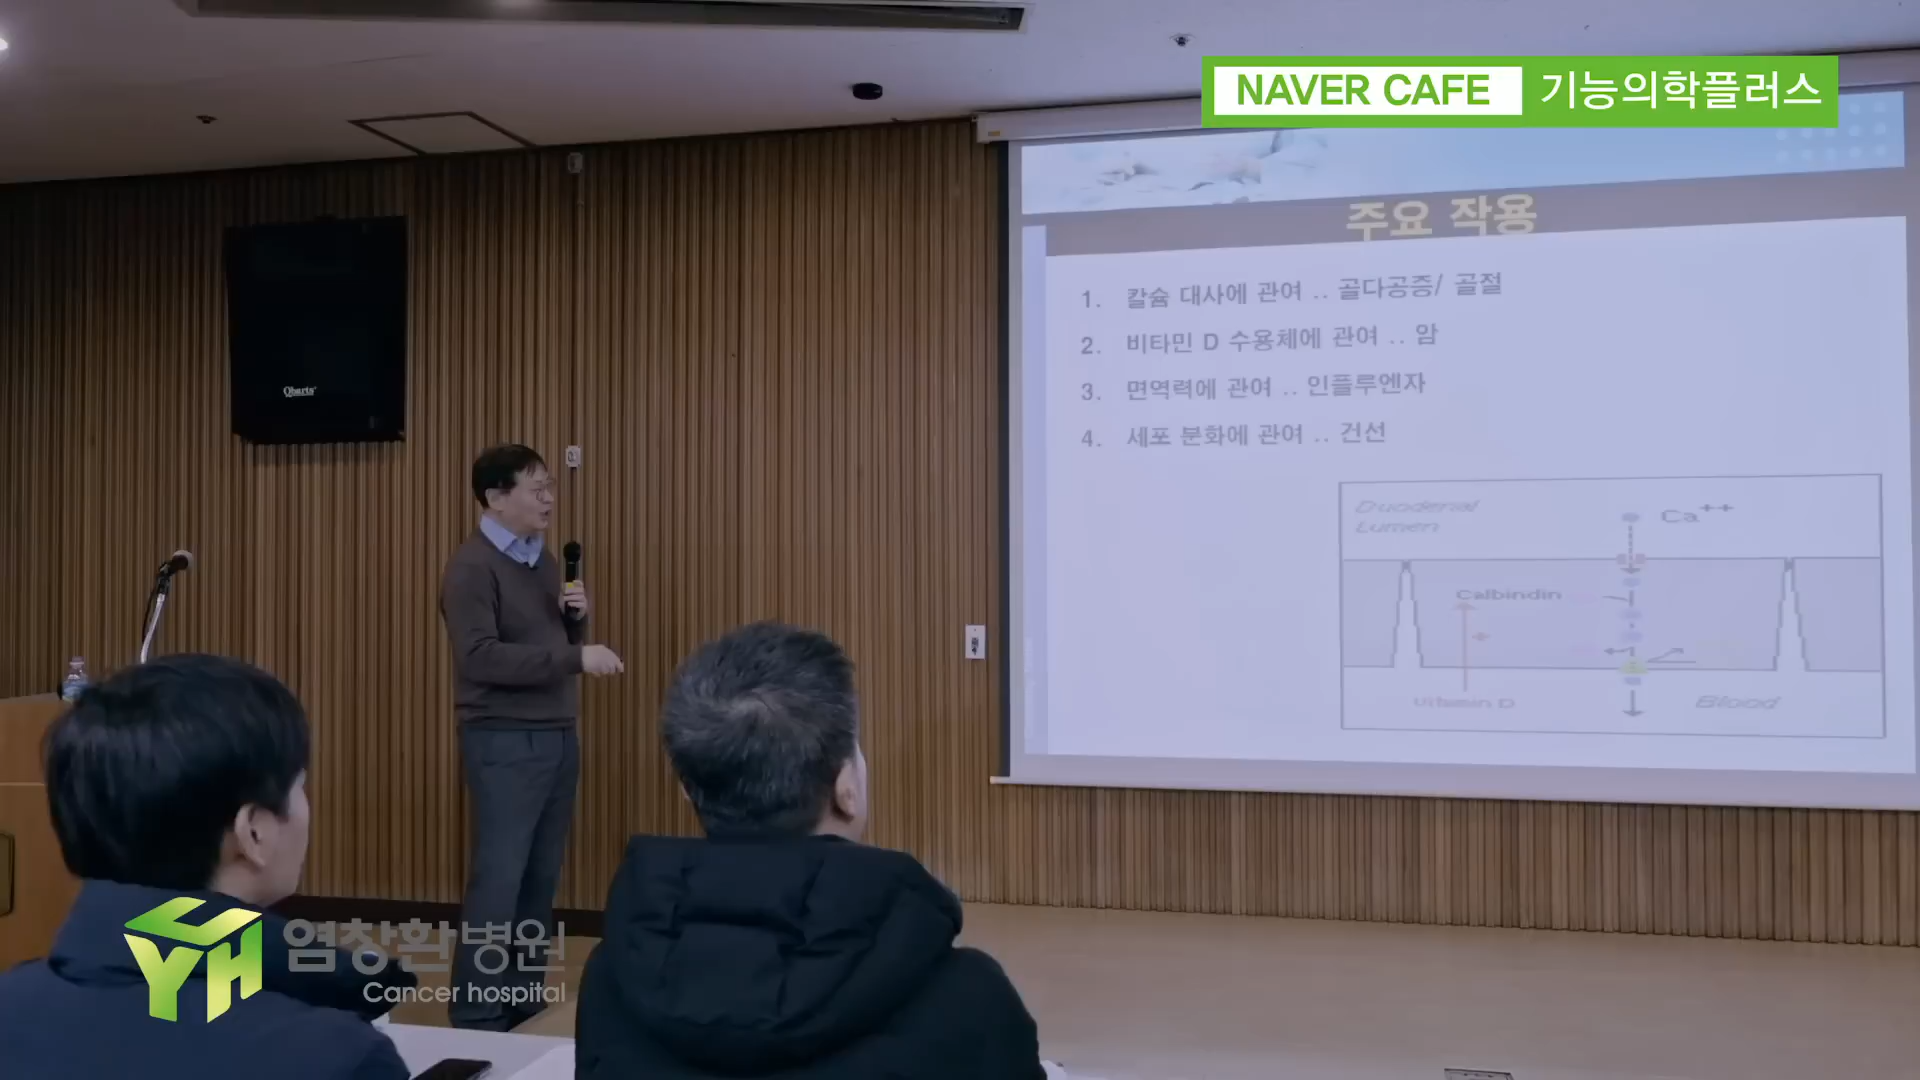 NAVER CAFE 기능의학플러스
주요 작용
1. 칼슘 대사에 관여 .. 골다공증/ 골절
2. 비타민 D 수용체에 관여 .. 암
3. 면역력에 관여 .. 인플루엔자
4. 세포 분화에 관여 .. 건선
Duodenal
Lumen
Ca++
Calbindin
Vitamin D
Blood
Qbarts
CYH 염창환병원
Cancer hospital